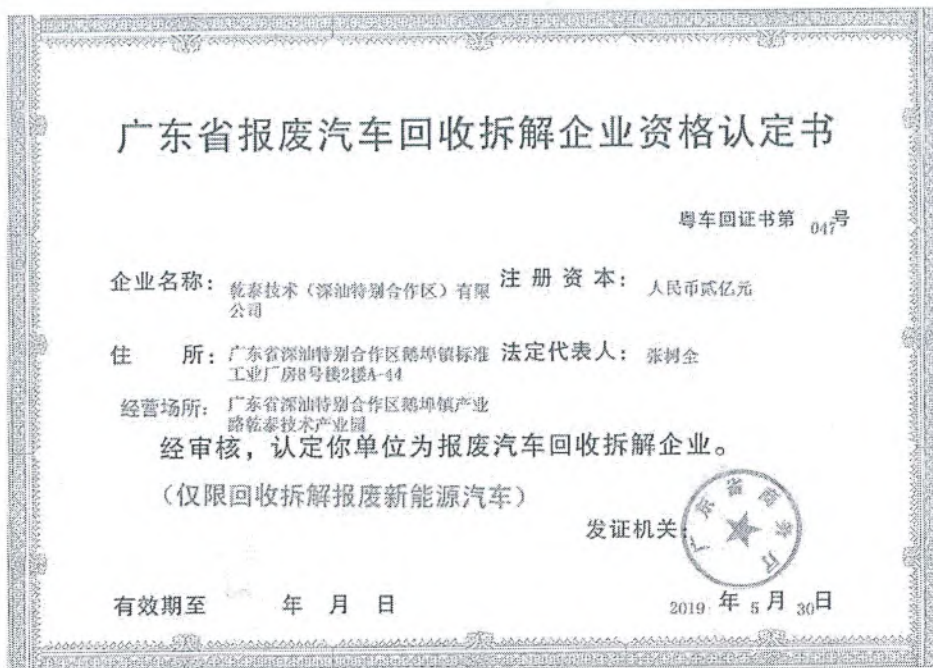 广东省报废汽车回收拆解企业资格认定书
粤车回证书第 047号
企业名称: 乾泰技术(深汕特别合作区)有限 注册资本: 人民币贰亿元
公司
住 所: 广东省深汕特别合作区鹅埠镇标准 法定代表人: 张树全
工业厂房8号楼2楼A-44
经营场所: 广东省深汕特别合作区鹅埠镇产业
路乾泰技术产业园
经审核,认定你单位为报废汽车回收拆解企业。
(仅限回收拆解报废新能源汽车)
发证机关:
广东省商务厅
有效期至 年 月 日 2019 年 5 月 30日